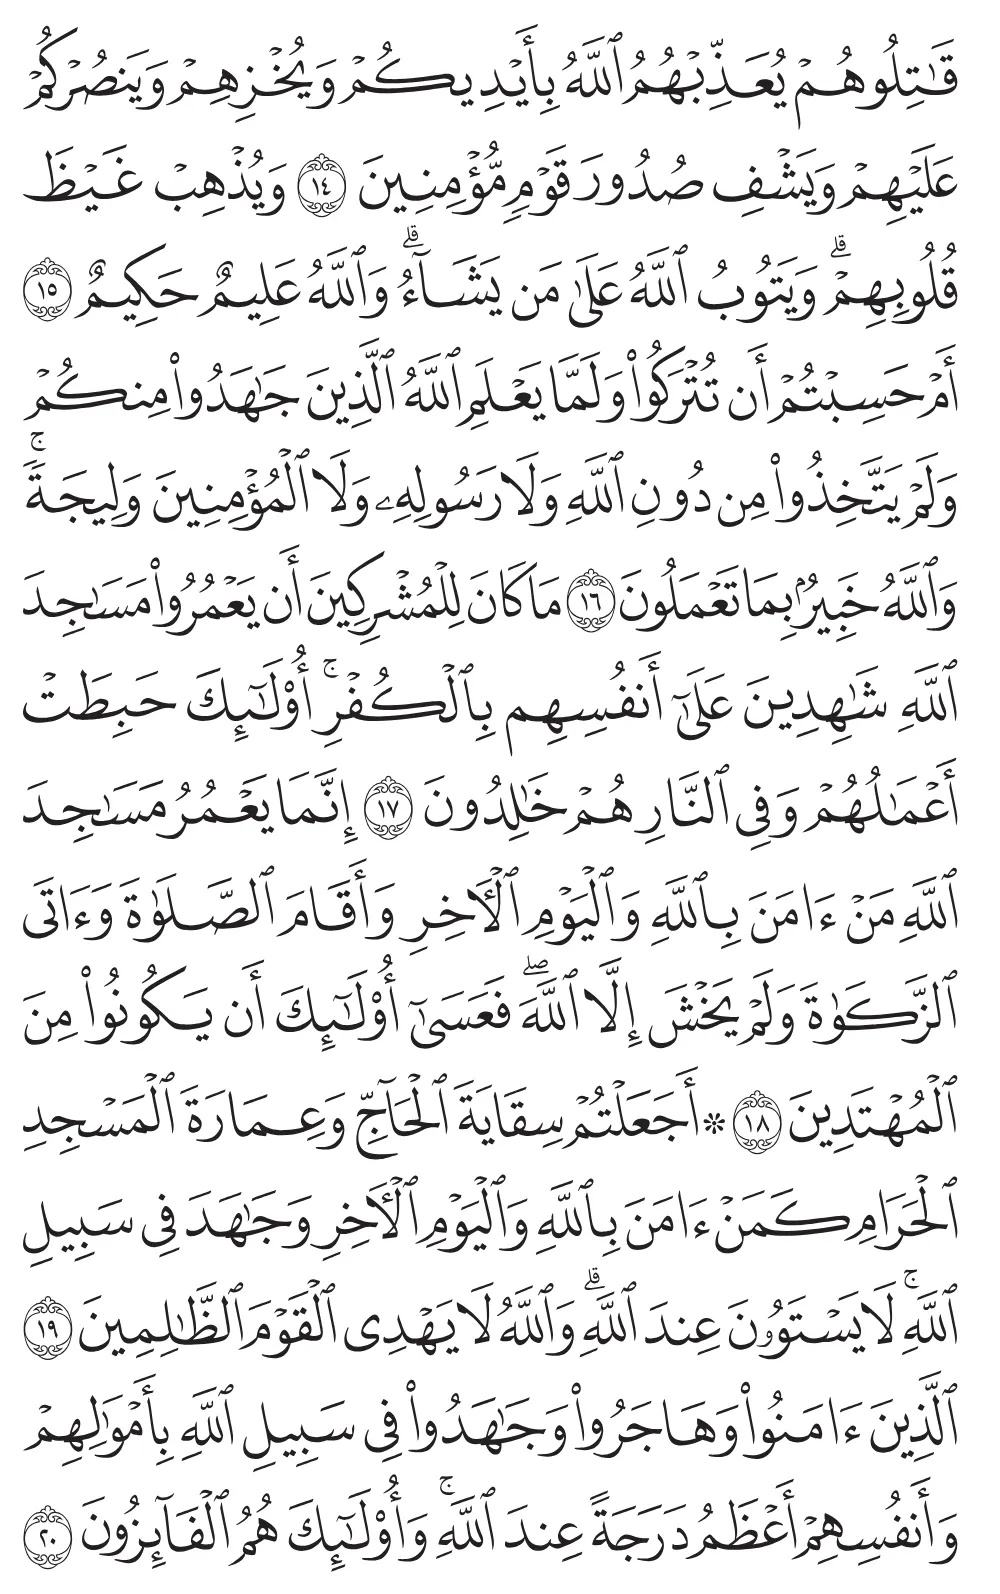 قَٰتِلُوهُمۡ يُعَذِّبۡهُمُ ٱللَّهُ بِأَيۡدِيكُمۡ وَيُخۡزِهِمۡ وَيَنصُرۡكُمۡ
عَلَيۡهِمۡ وَيَشۡفِ صُدُورَ قَوۡمٖ مُّؤۡمِنِينَ ١٤ وَيُذۡهِبۡ غَيۡظَ
قُلُوبِهِمۡۗ وَيَتُوبُ ٱللَّهُ عَلَىٰ مَن يَشَآءُۗ وَٱللَّهُ عَلِيمٌ حَكِيمٌ ١٥
أَمۡ حَسِبۡتُمۡ أَن تُتۡرَكُواْ وَلَمَّا يَعۡلَمِ ٱللَّهُ ٱلَّذِينَ جَٰهَدُواْ مِنكُمۡ
وَلَمۡ يَتَّخِذُواْ مِن دُونِ ٱللَّهِ وَلَا رَسُولِهِۦ وَلَا ٱلۡمُؤۡمِنِينَ وَلِيجَةٗۚ
وَٱللَّهُ خَبِيرُۢ بِمَا تَعۡمَلُونَ ١٦ مَا كَانَ لِلۡمُشۡرِكِينَ أَن يَعۡمُرُواْ مَسَٰجِدَ
ٱللَّهِ شَٰهِدِينَ عَلَىٰٓ أَنفُسِهِم بِٱلۡكُفۡرِۚ أُوْلَٰٓئِكَ حَبِطَتۡ
أَعۡمَٰلُهُمۡ وَفِي ٱلنَّارِ هُمۡ خَٰلِدُونَ ١٧ إِنَّمَا يَعۡمُرُ مَسَٰجِدَ
ٱللَّهِ مَنۡ ءَامَنَ بِٱللَّهِ وَٱلۡيَوۡمِ ٱلۡأٓخِرِ وَأَقَامَ ٱلصَّلَوٰةَ وَءَاتَى
ٱلزَّكَوٰةَ وَلَمۡ يَخۡشَ إِلَّا ٱللَّهَۖ فَعَسَىٰٓ أُوْلَٰٓئِكَ أَن يَكُونُواْ مِنَ
ٱلۡمُهۡتَدِينَ ١٨ ۞ أَجَعَلۡتُمۡ سِقَايَةَ ٱلۡحَآجِّ وَعِمَارَةَ ٱلۡمَسۡجِدِ
ٱلۡحَرَامِ كَمَنۡ ءَامَنَ بِٱللَّهِ وَٱلۡيَوۡمِ ٱلۡأٓخِرِ وَجَٰهَدَ فِي سَبِيلِ
ٱللَّهِۚ لَا يَسۡتَوُۥنَ عِندَ ٱللَّهِۗ وَٱللَّهُ لَا يَهۡدِي ٱلۡقَوۡمَ ٱلظَّٰلِمِينَ ١٩
ٱلَّذِينَ ءَامَنُواْ وَهَاجَرُواْ وَجَٰهَدُواْ فِي سَبِيلِ ٱللَّهِ بِأَمۡوَٰلِهِمۡ
وَأَنفُسِهِمۡ أَعۡظَمُ دَرَجَةً عِندَ ٱللَّهِۚ وَأُوْلَٰٓئِكَ هُمُ ٱلۡفَآئِزُونَ ٢٠